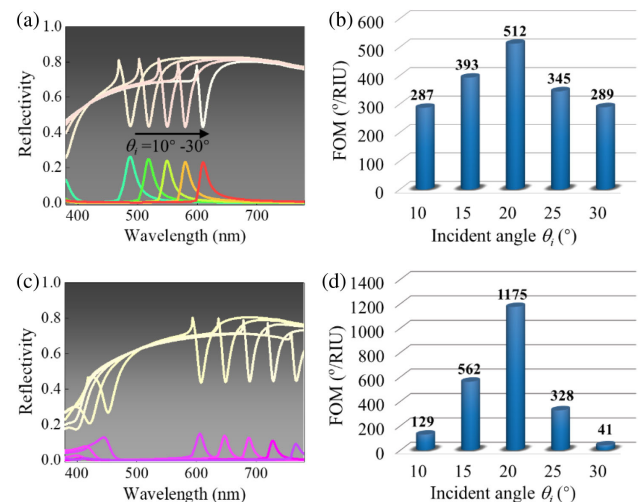 (a)
1.0
0.8
0.6
0.4
0.2
0.0
Reflectivity
θi =10° -30°
400 500 600 700
Wavelength (nm)
(b)
600
500
400
300
200
100
0
FOM (°/RIU)
287 393 512 345 289
10 15 20 25 30
Incident angle θi (°)
(c)
1.0
0.8
0.6
0.4
0.2
0.0
Reflectivity
400 500 600 700
Wavelength (nm)
(d)
1400
1200
1000
800
600
400
200
0
FOM (°/RIU)
129 562 1175 328 41
10 15 20 25 30
Incident angle θi (°)